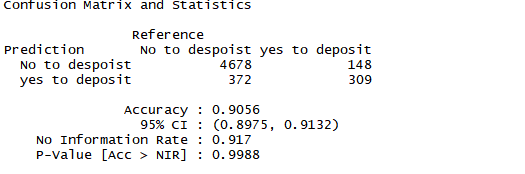 Confusion Matrix and Statistics
Reference
Prediction No to despoist yes to deposit
No to despoist 4678 148
yes to deposit 372 309
Accuracy : 0.9056
95% CI : (0.8975, 0.9132)
No Information Rate : 0.917
P-Value [Acc > NIR] : 0.9988